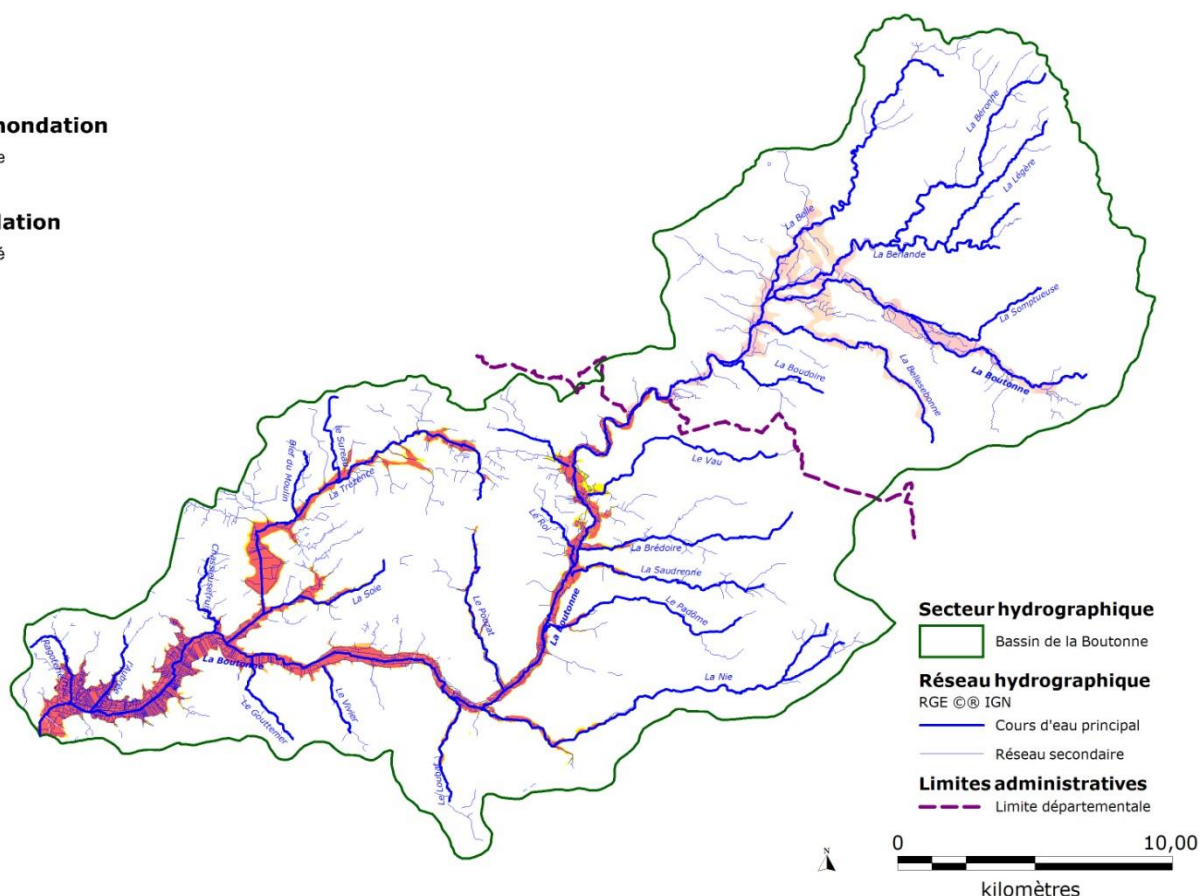 nondation
e
lation
é
La Béronne
La Légère
La Belle
La Berlande
La Somptueuse
La Boutonne
La Bellesebonne
La Boudoire
Le Vau
le Sureau
Bief du Moulin
La Trézence
Le Roi
La Brédoire
La Saudrenne
Le Padôme
La Boutonne
Le Pouzat
La Soie
La Nie
La Boutonne
Le Gouttemer
Le Vivier
Le Loubat
Secteur hydrographique
Bassin de la Boutonne
Réseau hydrographique
RGE ©® IGN
Cours d'eau principal
Réseau secondaire
Limites administratives
Limite départementale
N
0 10,00
kilomètres